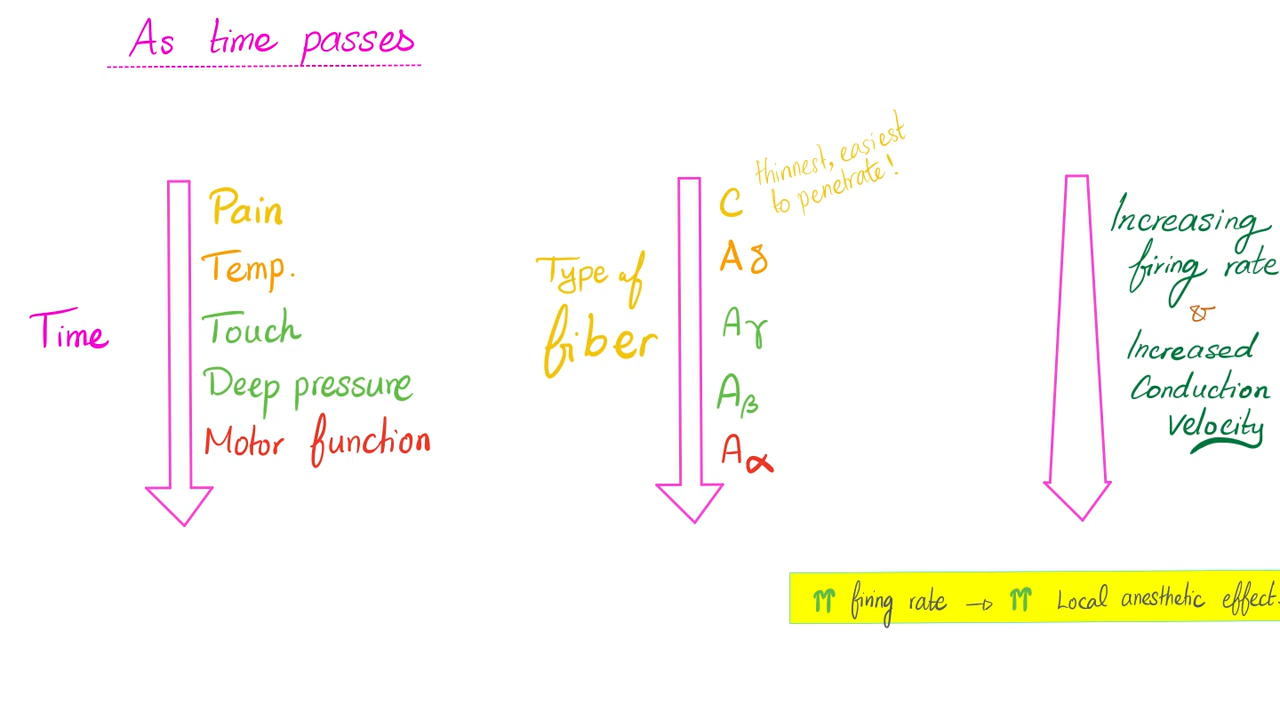 As time passes
Time
Pain
Temp.
Touch
Deep pressure
Motor function
Type of
fiber
C
thinnest, easiest
to penetrate!
Aδ
Aγ
Aβ
Aα
Increasing
firing rate
&
Increased
Conduction
Velocity
⇈ firing rate → ⇈ Local anesthetic effect.